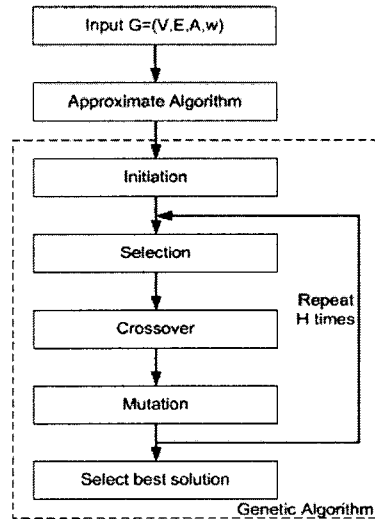 Input G=(V,E,A,w)
Approximate Algorithm
Initiation
Selection
Repeat
H times
Crossover
Mutation
Select best solution
Genetic Algorithm